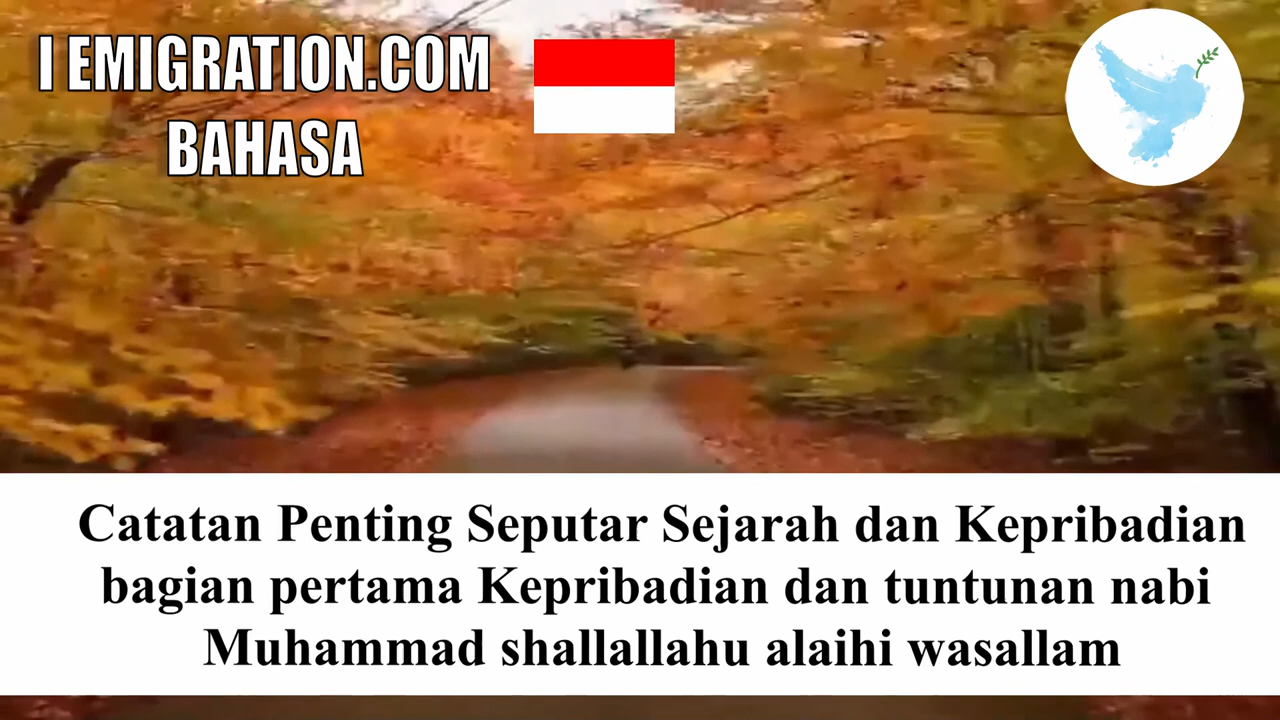 I EMIGRATION.COM
BAHASA
Catatan Penting Seputar Sejarah dan Kepribadian
bagian pertama Kepribadian dan tuntunan nabi
Muhammad shallallahu alaihi wasallam